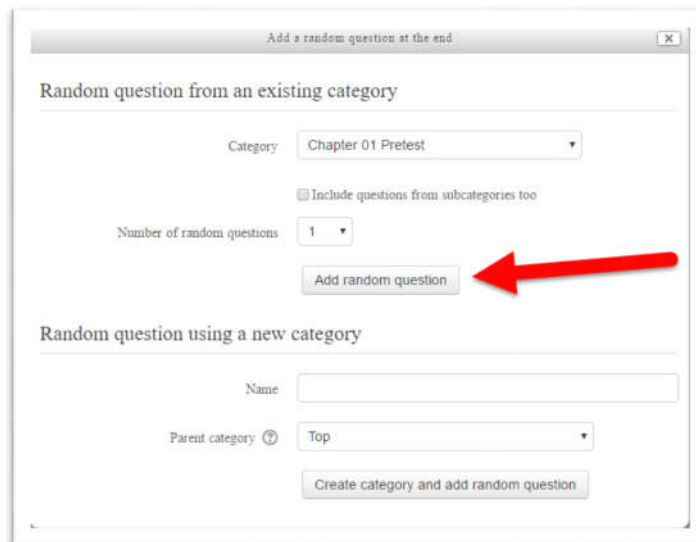 Add a random question at the end
Random question from an existing category
Category Chapter 01 Pretest
Include questions from subcategories too
Number of random questions 1
Add random question
Random question using a new category
Name
Parent category Top
Create category and add random question